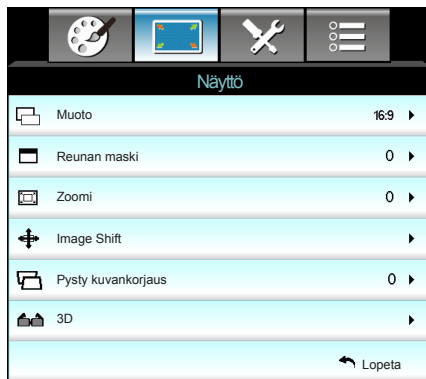 Näyttö
Muoto 16:9
Reunan maski 0
Zoomi 0
Image Shift
Pysty kuvankorjaus 0
3D
Lopeta